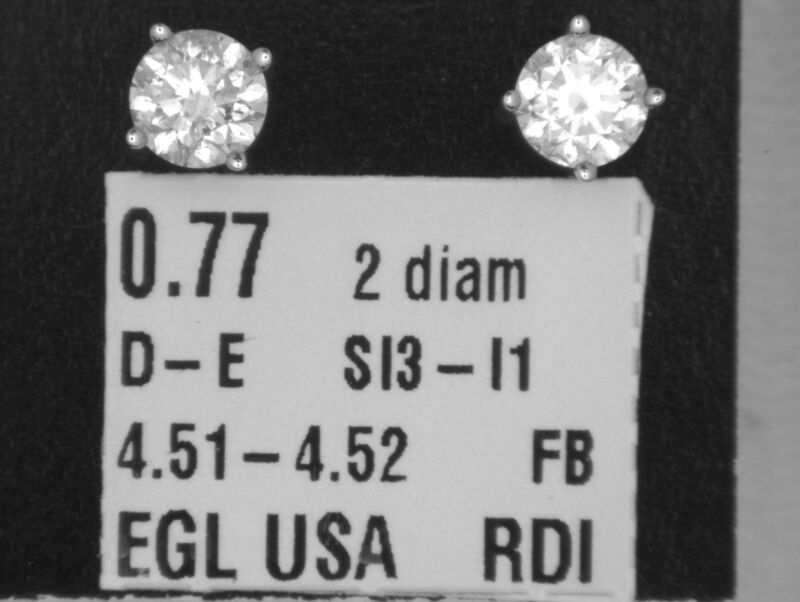 0.77 2 diam
D-E SI3-I1
4.51-4.52 FB
EGL USA RDI